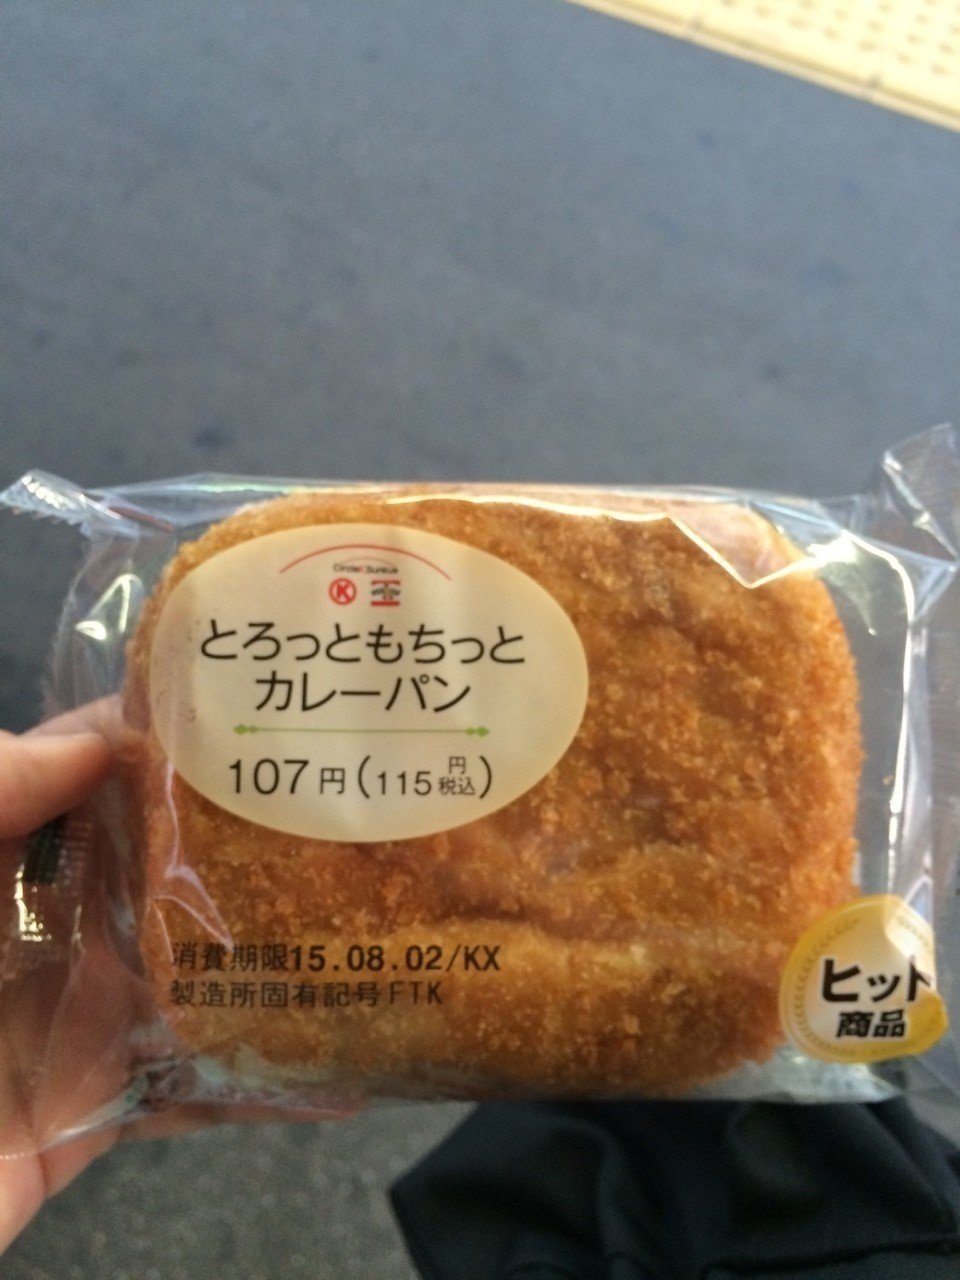 Circle K Sunkus
K
とろっともちっと
カレーパン
107円(115円税込)
消費期限15.08.02/KX
製造所固有記号FTK
ヒット
商品